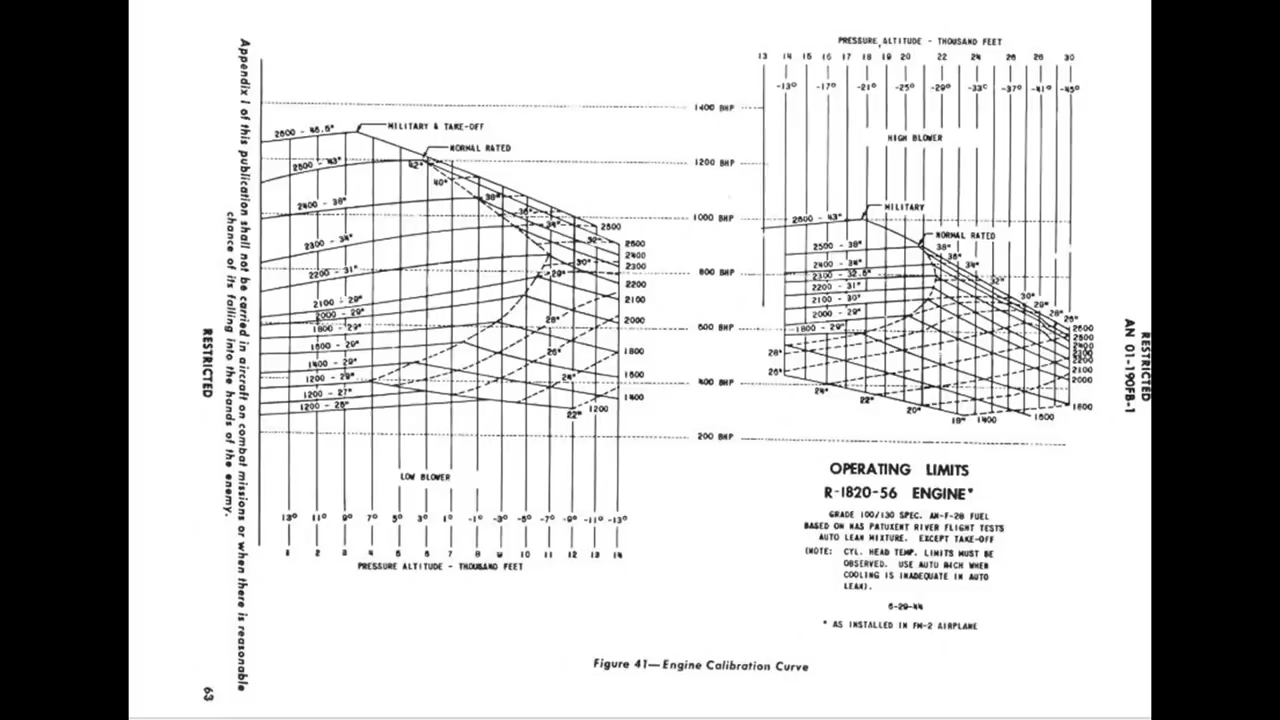 Appendix I of this publication shall not be carried in aircraft on combat missions or when there is reasonable
chance of its falling into the hands of the enemy.
RESTRICTED
63
1400 BHP
1200 BHP
1000 BHP
800 BHP
600 BHP
400 BHP
200 BHP
MILITARY & TAKE-OFF
NORMAL RATED
2600 - 46.5"
2500 - 43"
2400 - 38"
2300 - 34"
2200 - 31"
2100 - 29"
2000 - 29"
1800 - 29"
1600 - 29"
1400 - 29"
1200 - 29"
1200 - 27"
1200 - 26"
42"
40"
38"
36"
34"
32"
30"
29"
28"
26"
24"
22"
2600
2500
2400
2300
2200
2100
2000
1800
1600
1400
1200
LOW BLOWER
13° 11° 9° 7° 5° 3° 1° -1° -3° -5° -7° -9° -11° -13°
1 2 3 4 5 6 7 8 9 10 11 12 13 14
PRESSURE ALTITUDE - THOUSAND FEET
PRESSURE ALTITUDE - THOUSAND FEET
13 14 15 16 17 18 19 20 22 24 26 28 30
-13° -17° -21° -25° -29° -33° -37° -41° -45°
HIGH BLOWER
MILITARY
NORMAL RATED
2600 - 43"
2500 - 38"
2400 - 34"
2300 - 32.5"
2200 - 31"
2100 - 30"
2000 - 29"
1800 - 29"
38"
36"
34"
32"
30"
29"
28"
26"
28"
26"
24"
22"
20"
18"
2600
2500
2400
2300
2200
2100
2000
1800
1600
1400
RESTRICTED
AN 01-190FB-1
OPERATING LIMITS
R-1820-56 ENGINE*
GRADE 100/130 SPEC. AN-F-28 FUEL
BASED ON NAS PATUXENT RIVER FLIGHT TESTS
AUTO LEAN MIXTURE. EXCEPT TAKE-OFF
(NOTE: CYL. HEAD TEMP. LIMITS MUST BE
OBSERVED. USE AUTO RICH WHEN
COOLING IS INADEQUATE IN AUTO
LEAN).
6-29-44
* AS INSTALLED IN FM-2 AIRPLANE
Figure 41—Engine Calibration Curve